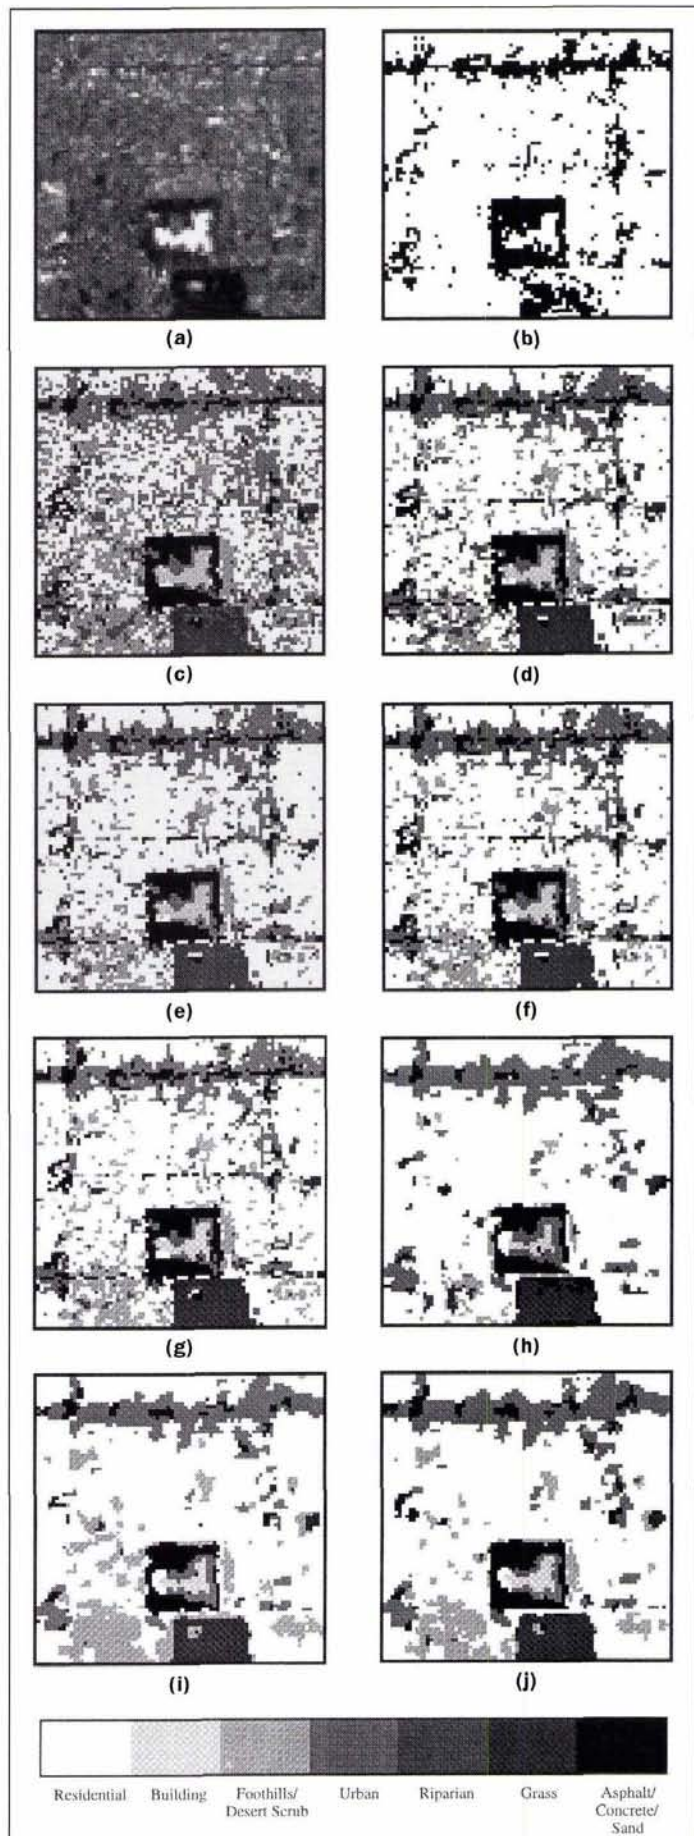 (a)
(b)
(c)
(d)
(e)
(f)
(g)
(h)
(i)
(j)
Residential
Building
Foothills/
Desert Scrub
Urban
Riparian
Grass
Asphalt/
Concrete/
Sand